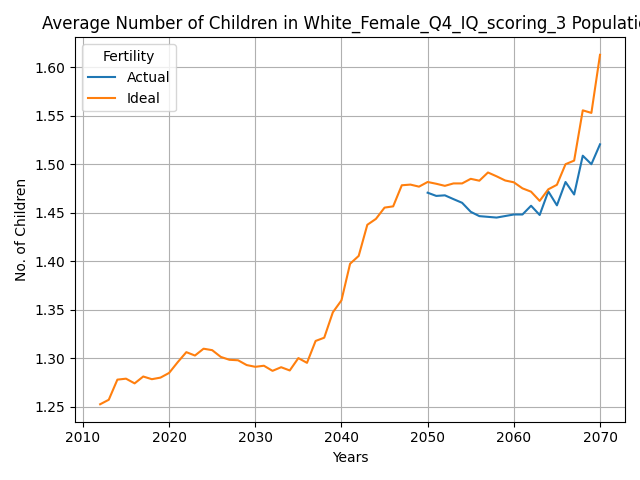 Average Number of Children in White_Female_Q4_IQ_scoring_3 Populatio
Fertility
Actual
Ideal
No. of Children
1.60
1.55
1.50
1.45
1.40
1.35
1.30
1.25
2010 2020 2030 2040 2050 2060 2070
Years